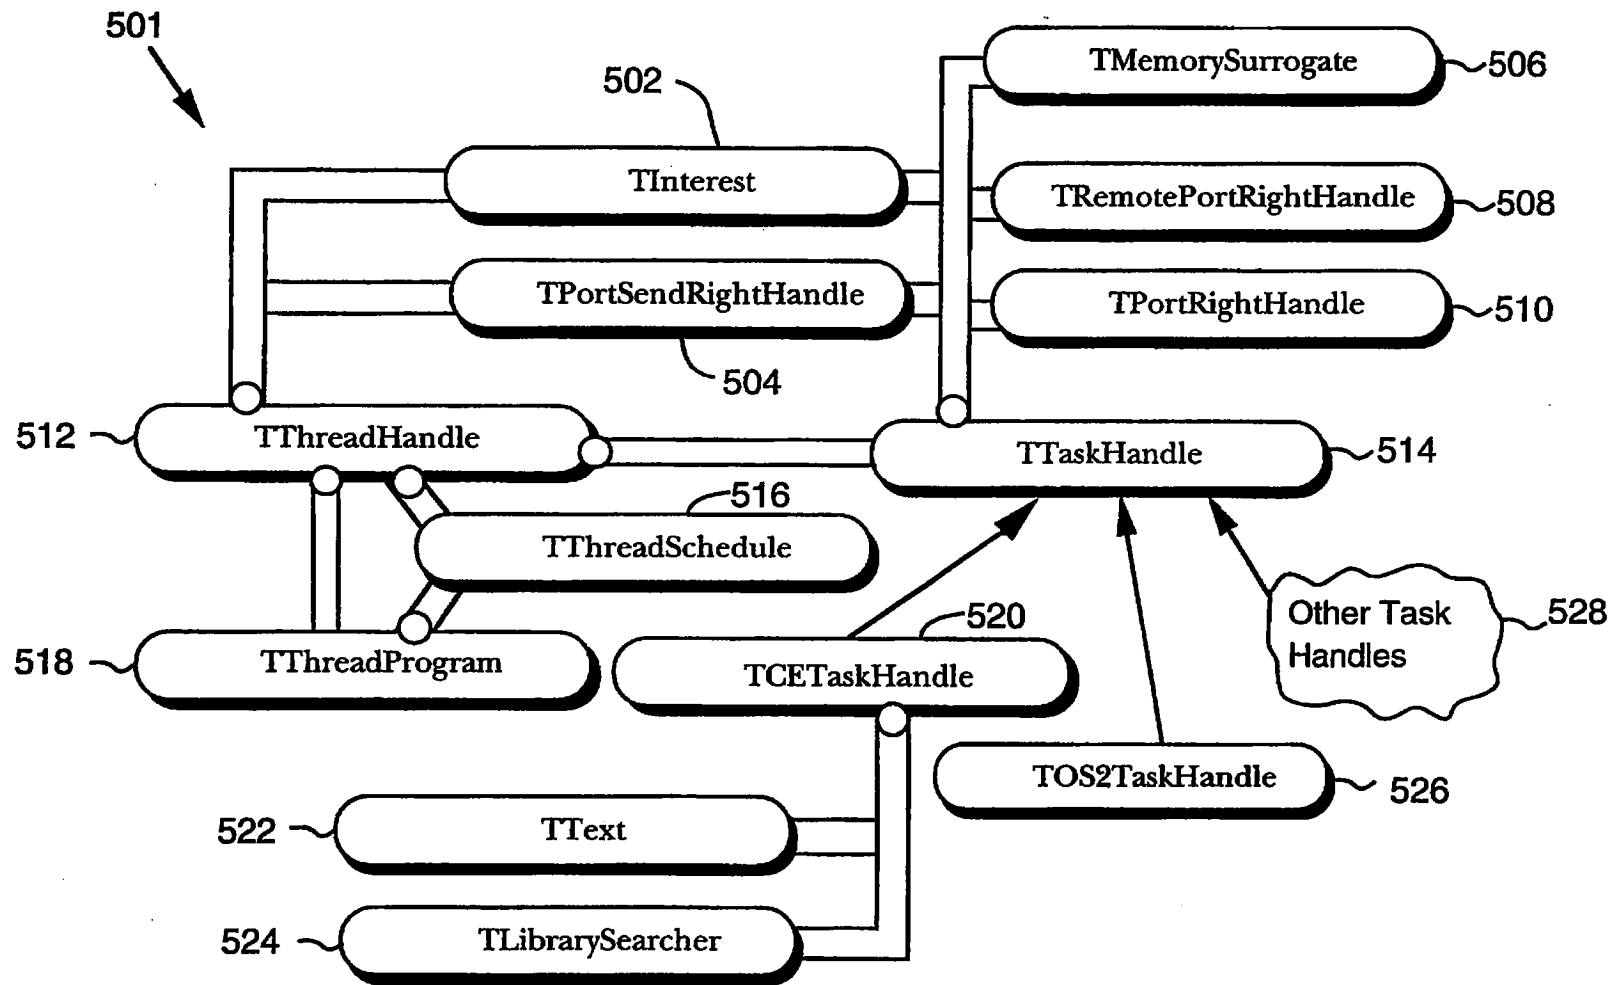 501
502
TMemorySurrogate
506
TInterest
TRemotePortRightHandle
508
TPortSendRightHandle
TPortRightHandle
510
504
512
TThreadHandle
TTaskHandle
514
516
TThreadSchedule
520
Other Task
Handles
528
518
TThreadProgram
TCETaskHandle
TOS2TaskHandle
526
522
TText
524
TLibrarySearcher